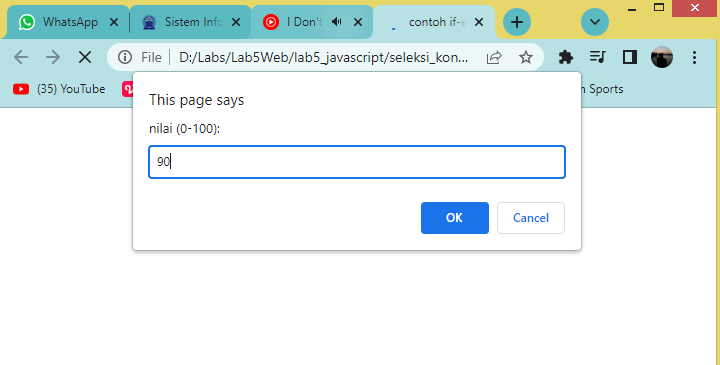 WhatsApp
Sistem Info
I Don't
contoh if-e
File
D:/Labs/Lab5Web/lab5_javascript/seleksi_kon...
(35) YouTube
Sports
This page says
nilai (0-100):
90
OK
Cancel